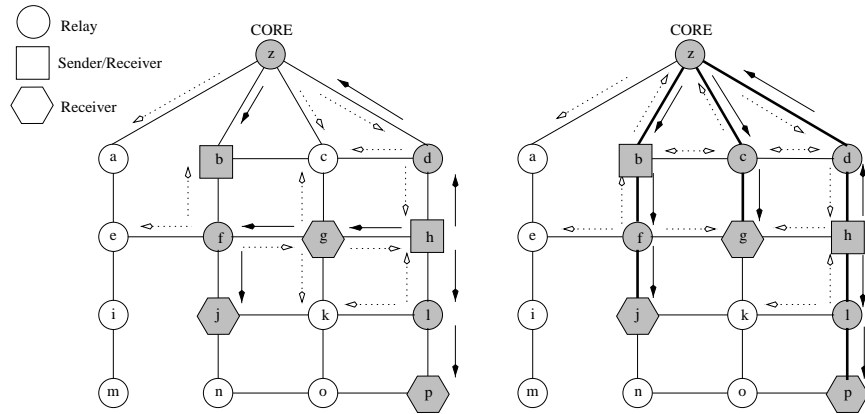 CORE
CORE
Relay
z
z
Sender/Receiver
Receiver
a
b
c
d
a
b
c
d
e
f
g
h
e
f
g
h
i
j
k
l
i
j
k
l
m
n
o
p
m
n
o
p